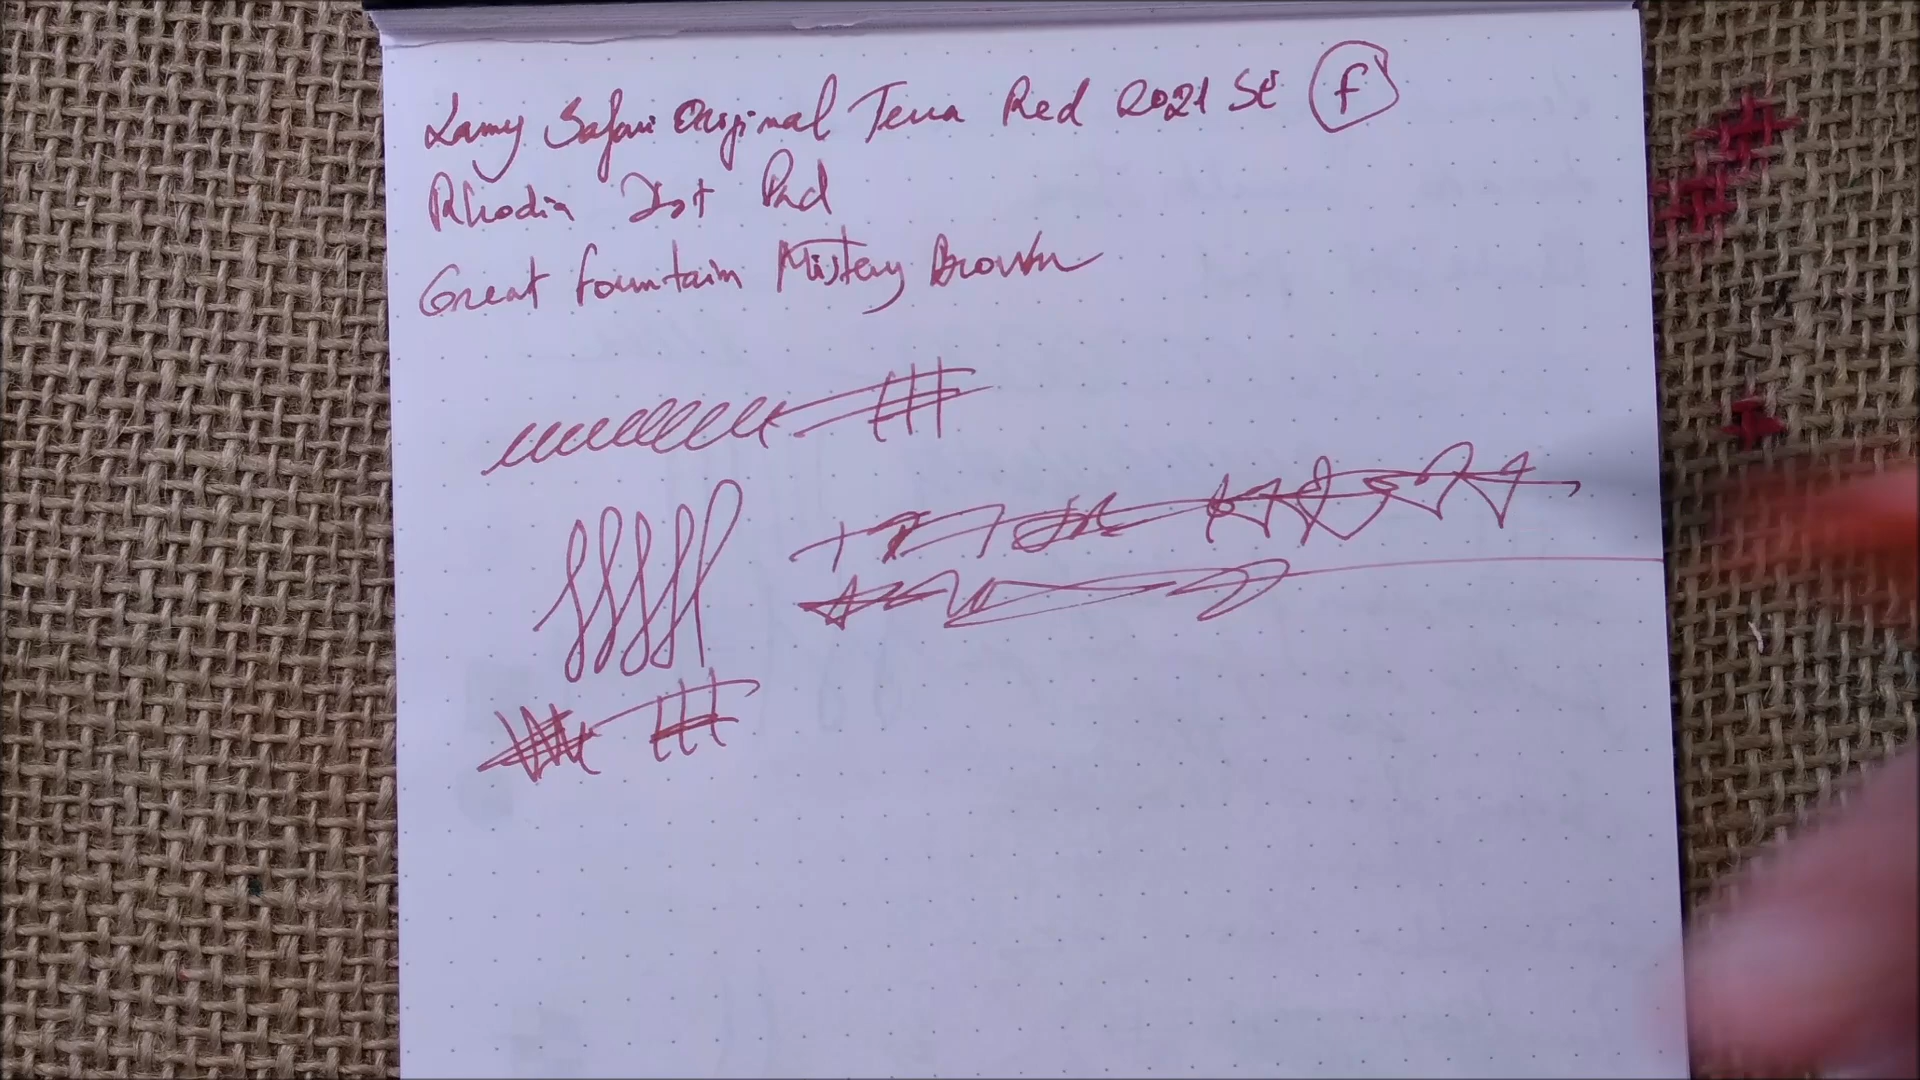 Lamy Safari Original Terra Red 2021 SE F
Rhodia Dot Pad
Great Fountain Mistery Brown